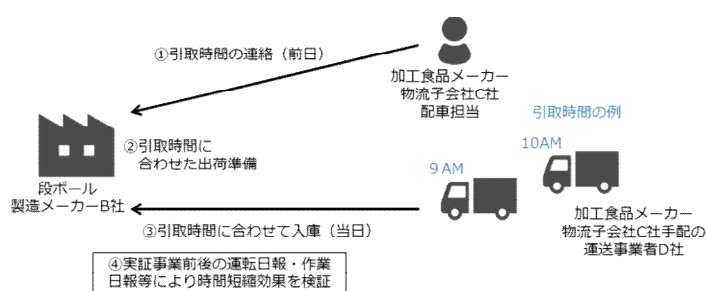 ①引取時間の連絡（前日）
加工食品メーカー
物流子会社C社
配車担当
引取時間の例
10AM
９AM
②引取時間に
合わせた出荷準備
段ボール
製造メーカーB社
③引取時間に合わせて入庫（当日）
加工食品メーカー
物流子会社C社手配の
運送事業者D社
④実証事業前後の運転日報・作業
日報等により時間短縮効果を検証